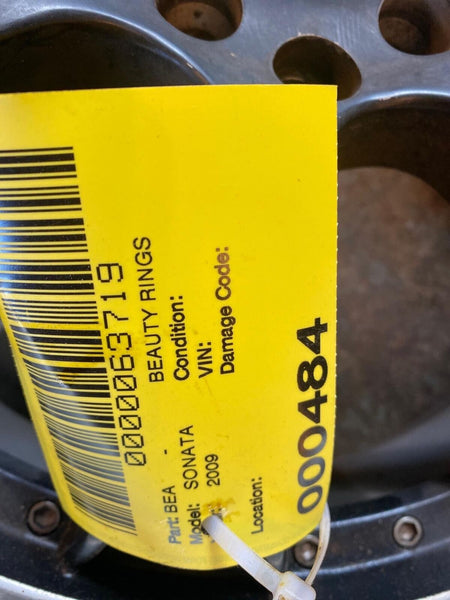 0000063719
Part: BEA - BEAUTY RINGS
Model: SONATA Condition:
2009 VIN:
Damage Code:
Location:
000484